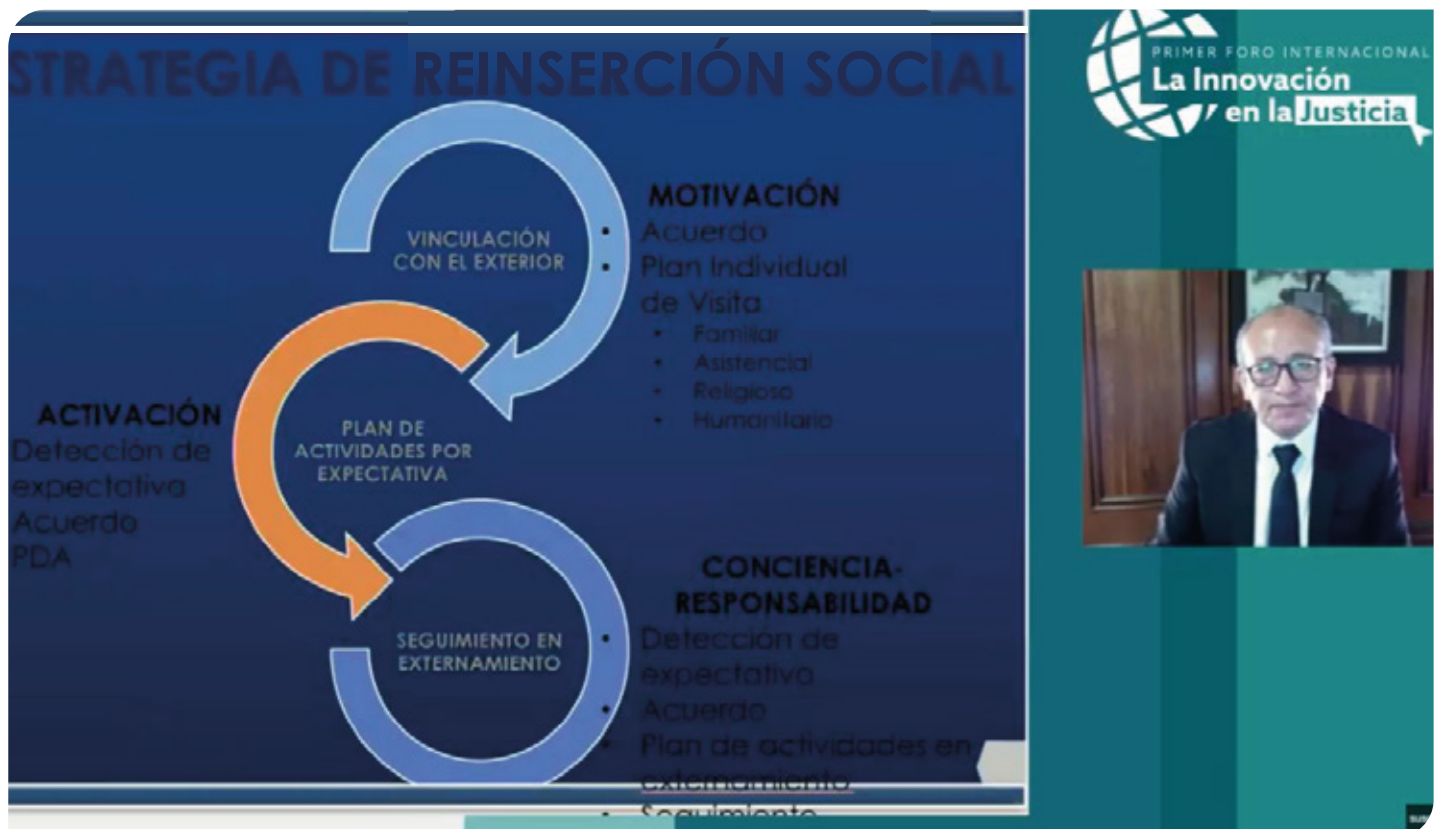 STRATEGIA DE REINSERCIÓN SOCIAL
VINCULACIÓN
CON EL EXTERIOR
MOTIVACIÓN
• Acuerdo
• Plan Individual
de Visita
• Familiar
• Asistencial
• Religioso
• Humanitario
ACTIVACIÓN
Detección de
expectativa
Acuerdo
PDA
PLAN DE
ACTIVIDADES POR
EXPECTATIVA
SEGUIMIENTO EN
EXTERNAMIENTO
CONCIENCIA-
RESPONSABILIDAD
• Detección de
expectativa
• Acuerdo
• Plan de actividades en
externamiento
• Seguimiento
PRIMER FORO INTERNACIONAL
La Innovación
en la Justicia